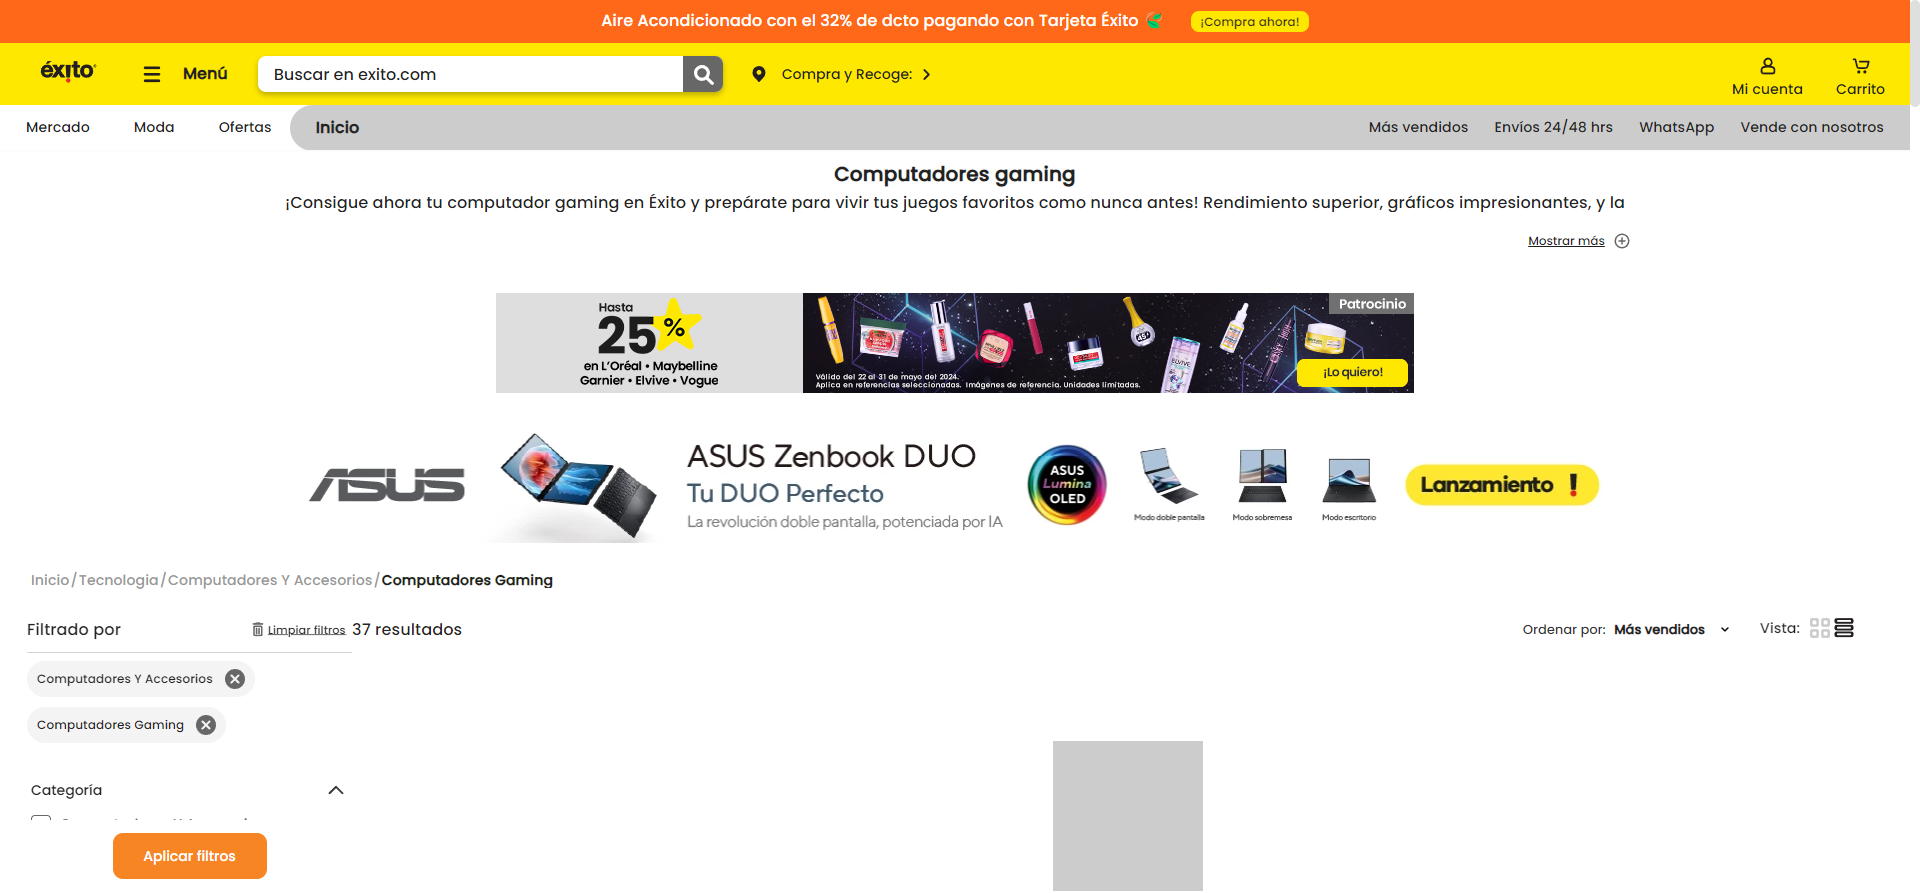 Aire Acondicionado con el 32% de dcto pagando con Tarjeta Éxito
¡Compra ahora!
éxito
Menú
Buscar en exito.com
Compra y Recoge:
Mi cuenta
Carrito
Mercado
Moda
Ofertas
Inicio
Más vendidos
Envíos 24/48 hrs
WhatsApp
Vende con nosotros
Computadores gaming
¡Consigue ahora tu computador gaming en Éxito y prepárate para vivir tus juegos favoritos como nunca antes! Rendimiento superior, gráficos impresionantes, y la
Mostrar más
Hasta
25%
en L'Oréal • Maybelline
Garnier • Elvive • Vogue
Patrocinio
Válido del 22 al 31 de mayo del 2024.
Aplica en referencias seleccionadas. Imágenes de referencia. Unidades limitadas.
ELVIVE
¡Lo quiero!
ASUS
ASUS Zenbook DUO
Tu DUO Perfecto
La revolución doble pantalla, potenciada por IA
ASUS
Lumina
OLED
Modo doble pantalla
Modo sobremesa
Modo escritorio
Lanzamiento !
Inicio/Tecnologia/Computadores Y Accesorios/Computadores Gaming
Filtrado por
Limpiar filtros
37 resultados
Ordenar por: Más vendidos
Vista:
Computadores Y Accesorios
Computadores Gaming
Categoría
Aplicar filtros